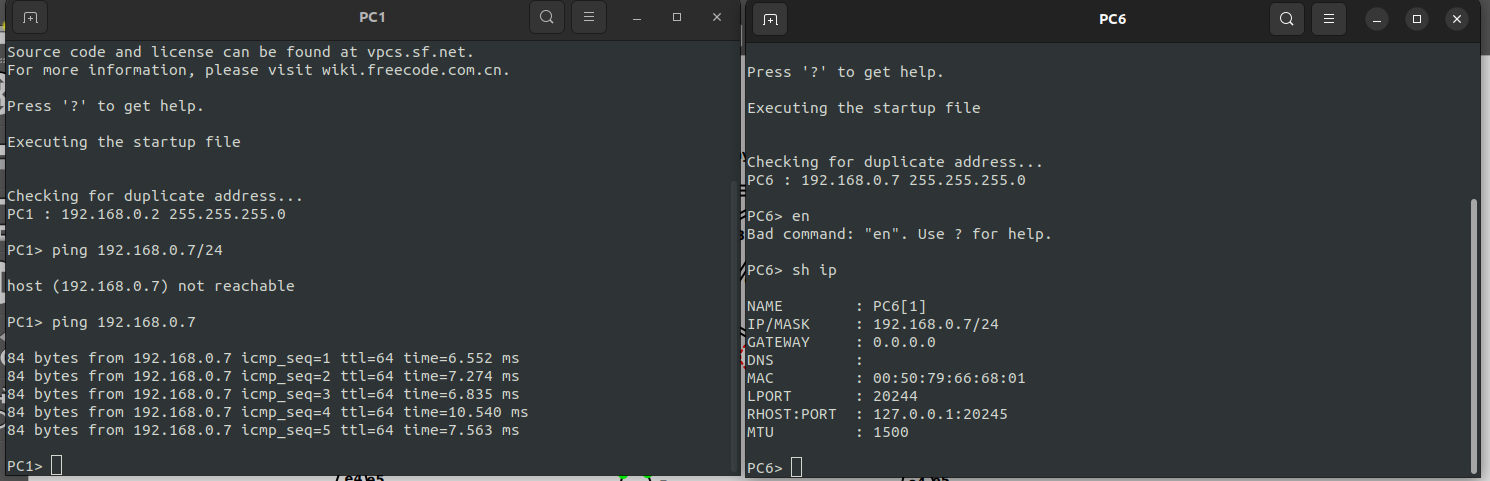 PC1
Source code and license can be found at vpcs.sf.net.
For more information, please visit wiki.freecode.com.cn.
Press '?' to get help.
Executing the startup file
Checking for duplicate address...
PC1 : 192.168.0.2 255.255.255.0
PC1> ping 192.168.0.7/24
host (192.168.0.7) not reachable
PC1> ping 192.168.0.7
84 bytes from 192.168.0.7 icmp_seq=1 ttl=64 time=6.552 ms
84 bytes from 192.168.0.7 icmp_seq=2 ttl=64 time=7.274 ms
84 bytes from 192.168.0.7 icmp_seq=3 ttl=64 time=6.835 ms
84 bytes from 192.168.0.7 icmp_seq=4 ttl=64 time=10.540 ms
84 bytes from 192.168.0.7 icmp_seq=5 ttl=64 time=7.563 ms
PC1>
PC6
Press '?' to get help.
Executing the startup file
Checking for duplicate address...
PC6 : 192.168.0.7 255.255.255.0
PC6> en
Bad command: "en". Use ? for help.
PC6> sh ip
NAME : PC6[1]
IP/MASK : 192.168.0.7/24
GATEWAY : 0.0.0.0
DNS :
MAC : 00:50:79:66:68:01
LPORT : 20244
RHOST:PORT : 127.0.0.1:20245
MTU : 1500
PC6>